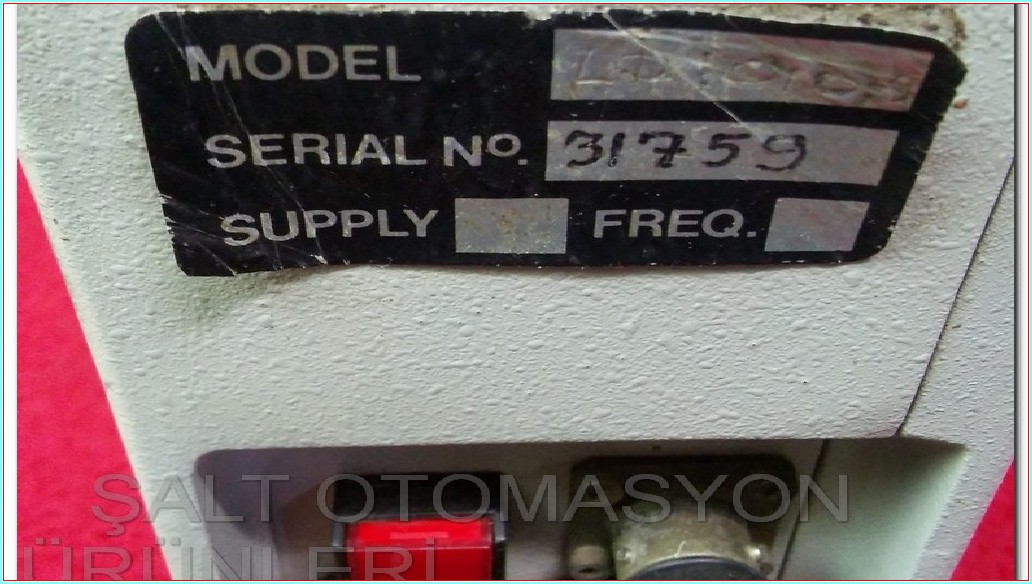 MODEL
SERIAL No. 31759
SUPPLY FREQ.
ŞALT OTOMASYON
ÜRÜNLERİ